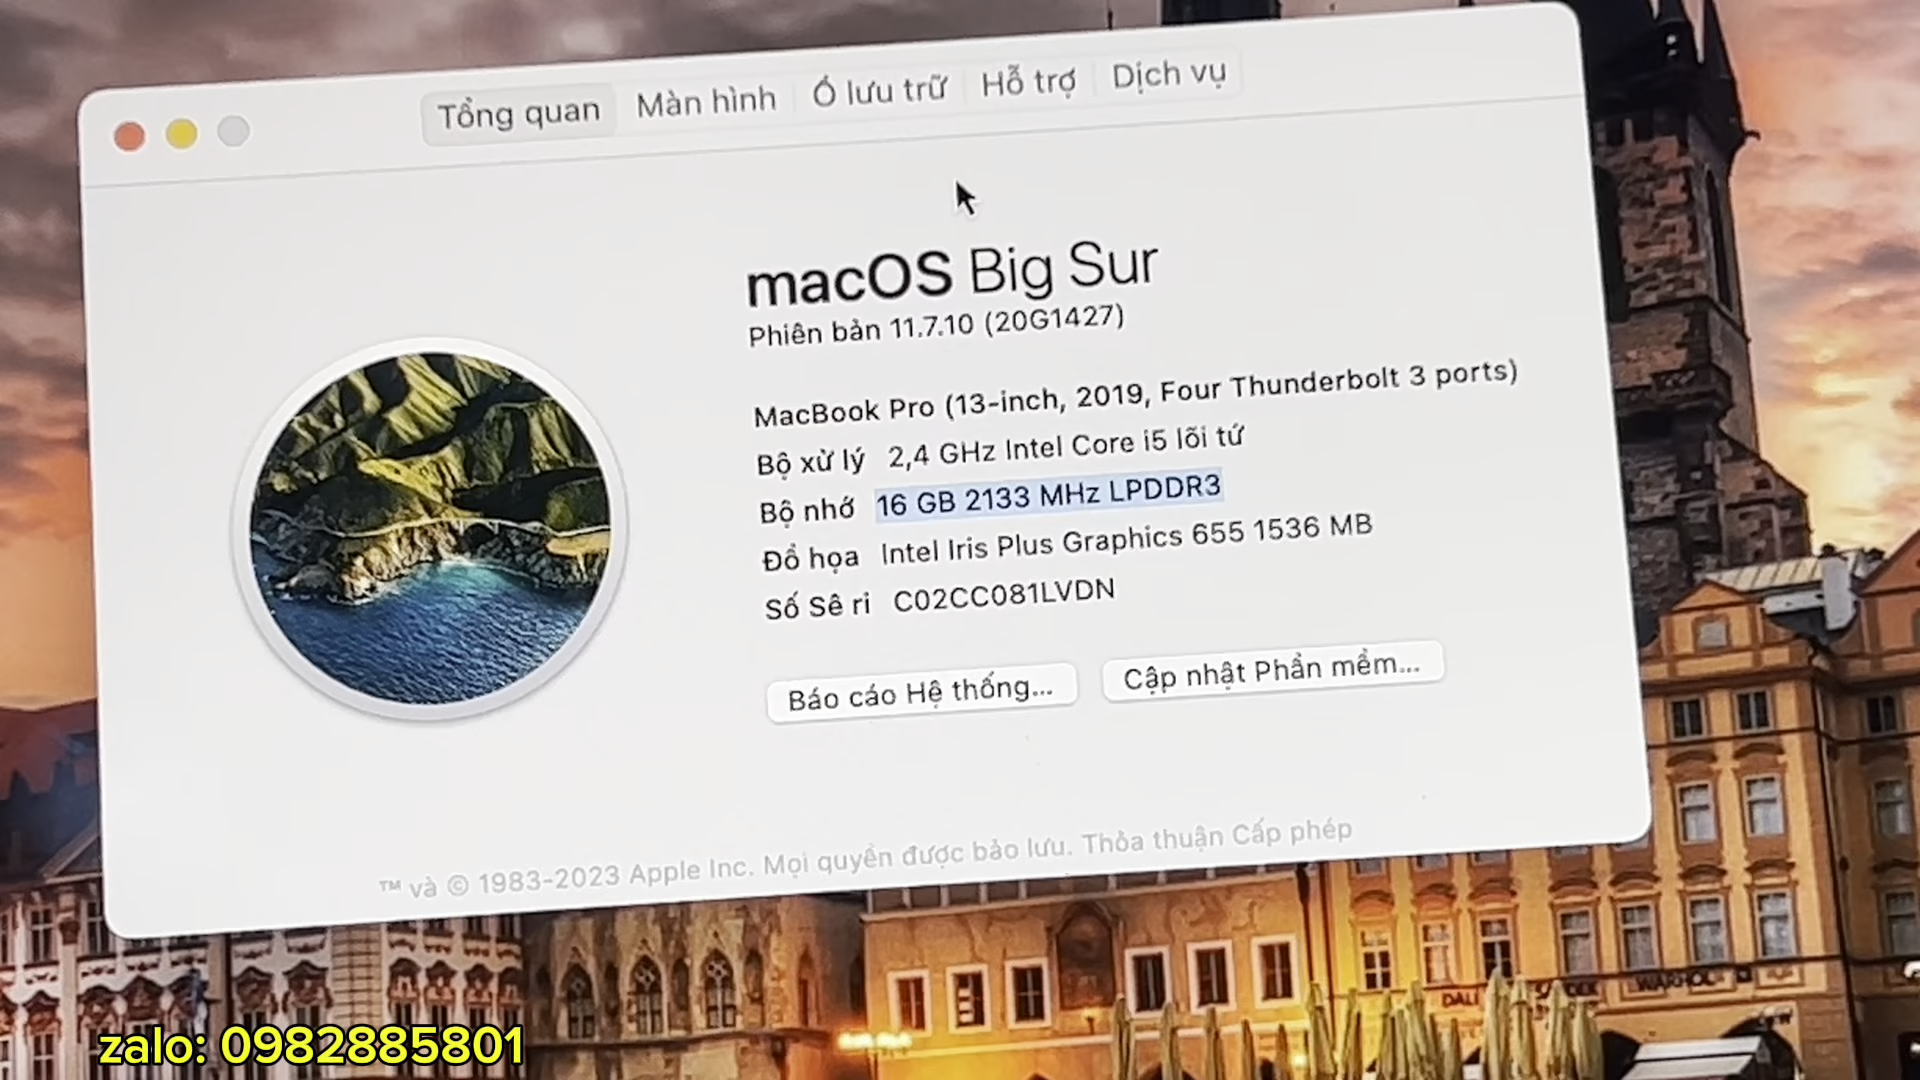 Tổng quan Màn hình Ổ lưu trữ Hỗ trợ Dịch vụ
macOS Big Sur
Phiên bản 11.7.10 (20G1427)
MacBook Pro (13-inch, 2019, Four Thunderbolt 3 ports)
Bộ xử lý 2,4 GHz Intel Core i5 lõi tứ
Bộ nhớ 16 GB 2133 MHz LPDDR3
Đồ họa Intel Iris Plus Graphics 655 1536 MB
Số Sê ri C02CC081LVDN
Báo cáo Hệ thống... Cập nhật Phần mềm...
™ và © 1983-2023 Apple Inc. Mọi quyền được bảo lưu. Thỏa thuận Cấp phép
DALI
WARHOL
zalo: 0982885801